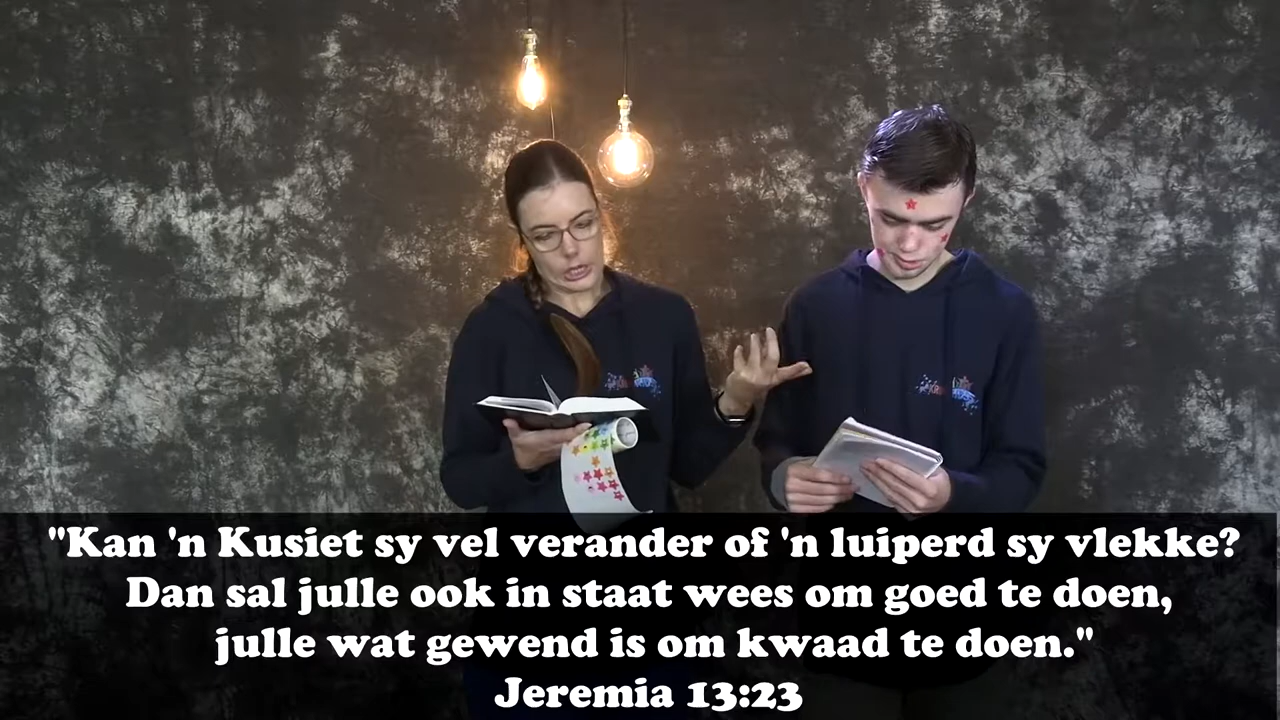 "Kan 'n Kusiet sy vel verander of 'n luiperd sy vlekke?
Dan sal julle ook in staat wees om goed te doen,
julle wat gewend is om kwaad te doen."
Jeremia 13:23